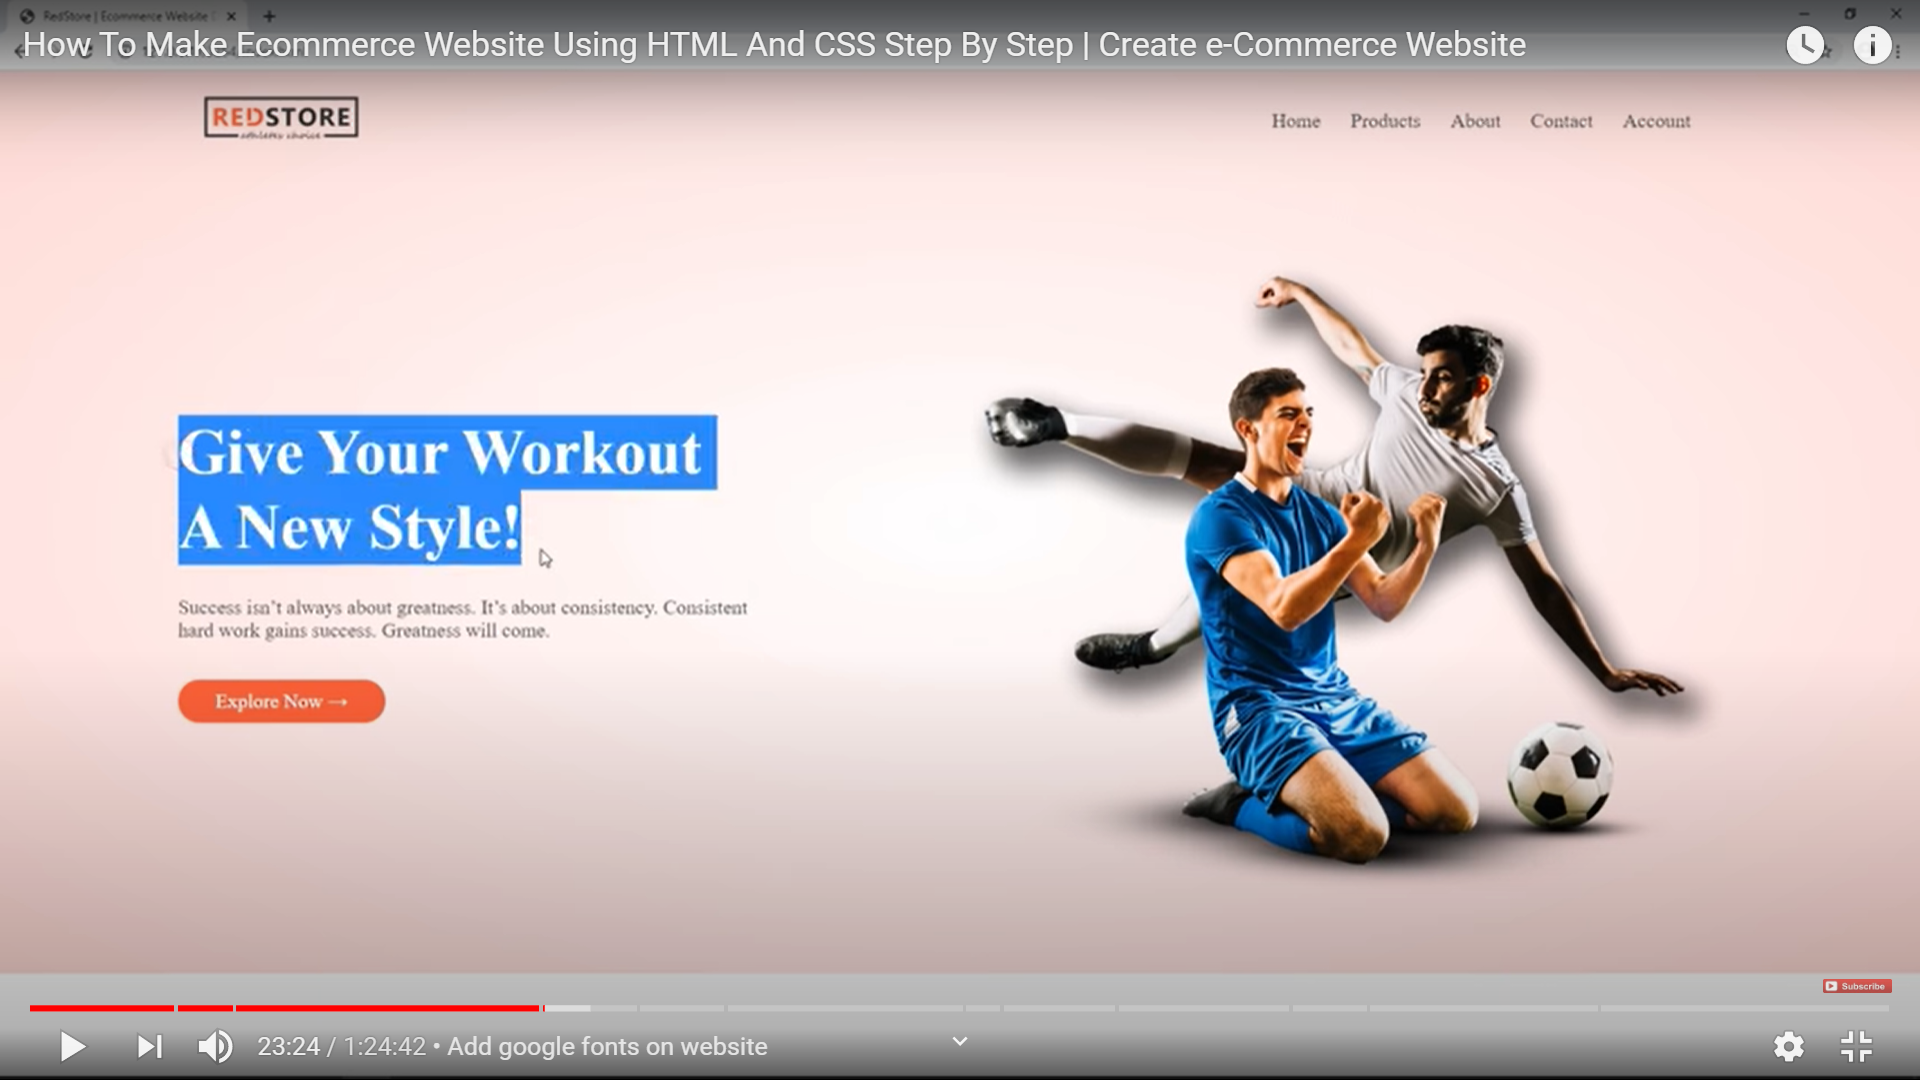 RedStore | Ecommerce Website
How To Make Ecommerce Website Using HTML And CSS Step By Step | Create e-Commerce Website
REDSTORE
Home Products About Contact Account
Give Your Workout
A New Style!
Success isn't always about greatness. It's about consistency. Consistent
hard work gains success. Greatness will come.
Explore Now →
Subscribe
23:24 / 1:24:42 • Add google fonts on website